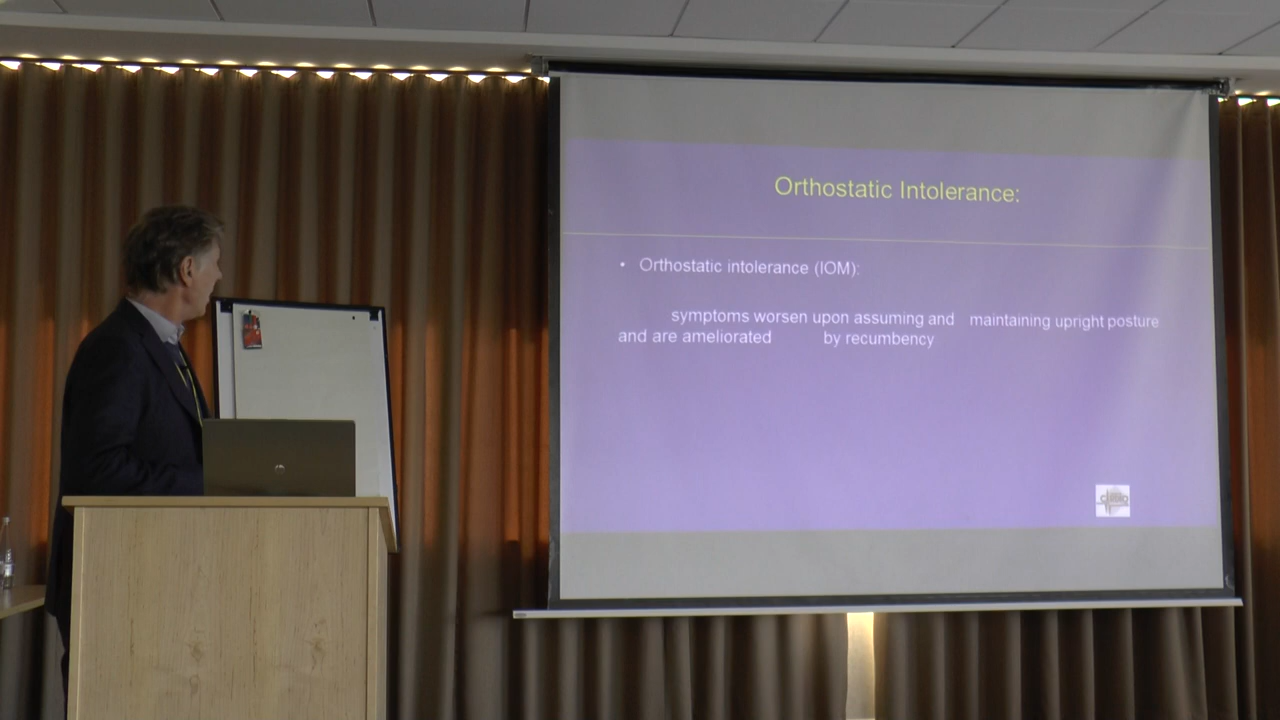 Orthostatic Intolerance:
• Orthostatic intolerance (IOM):
symptoms worsen upon assuming and maintaining upright posture
and are ameliorated by recumbency